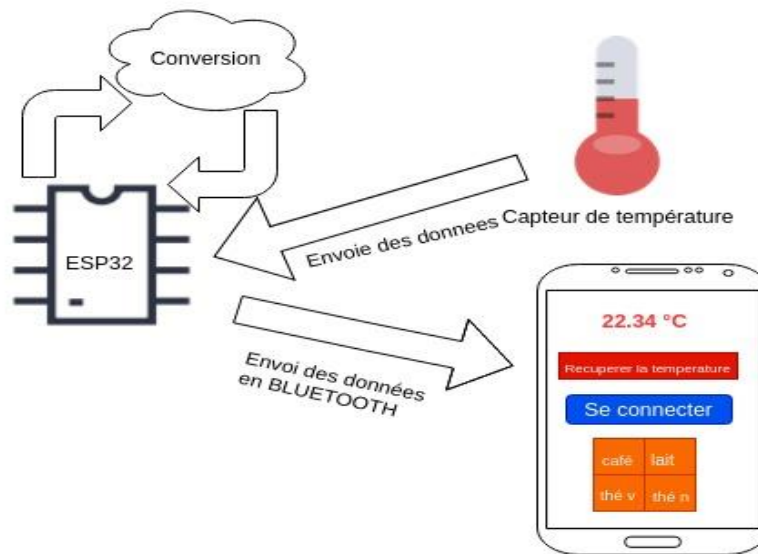 Conversion
ESP32
Capteur de température
Envoie des donnees
Envoi des données
en BLUETOOTH
22.34 °C
Recuperer la temperature
Se connecter
café lait
thé v thé n